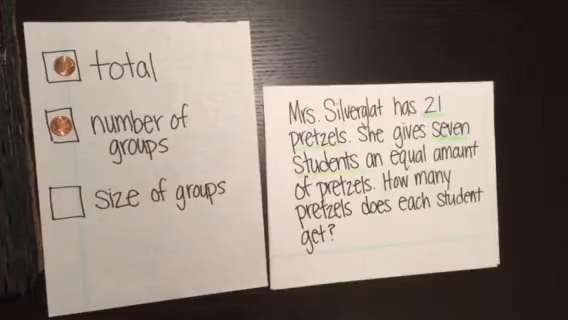 total
number of
groups
size of groups
Mrs. Silverglat has 21
pretzels. She gives seven
students an equal amount
of pretzels. How many
pretzels does each student
get?